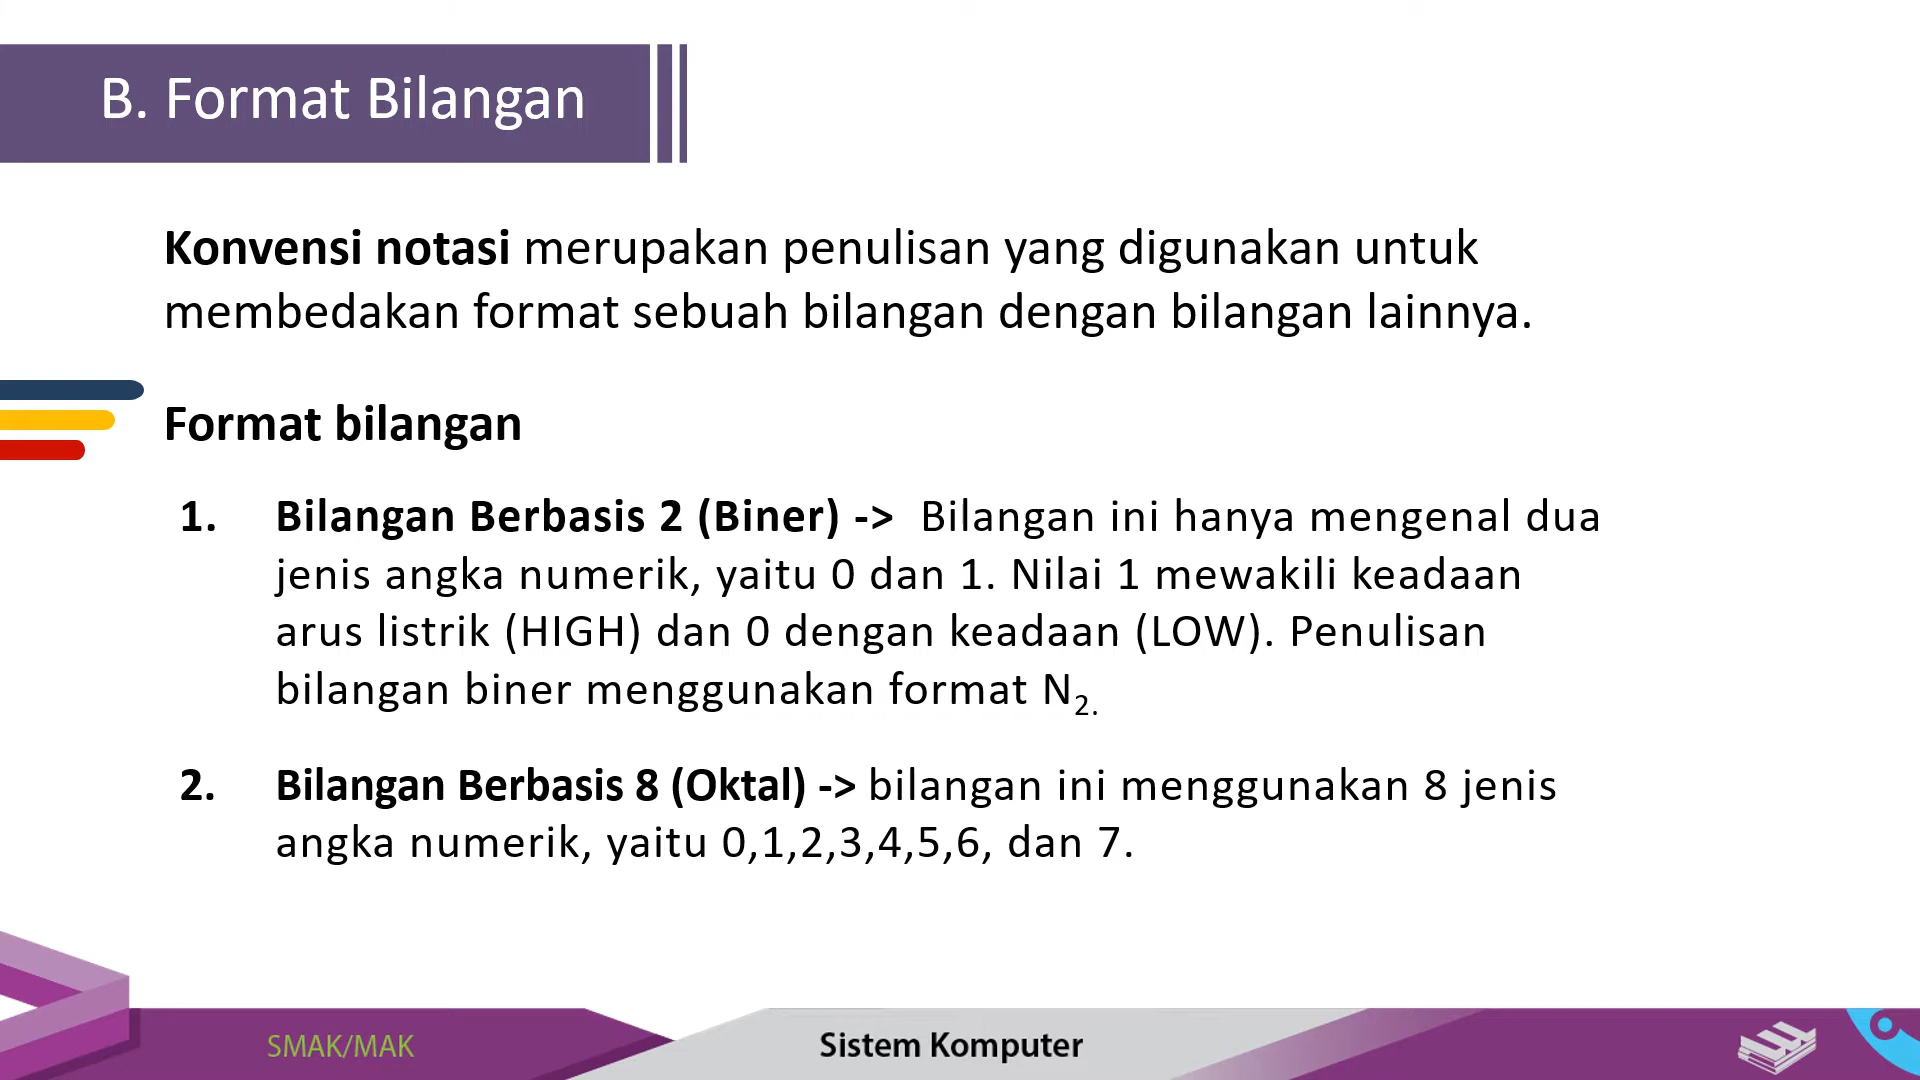 B. Format Bilangan
Konvensi notasi merupakan penulisan yang digunakan untuk
membedakan format sebuah bilangan dengan bilangan lainnya.
Format bilangan
1. Bilangan Berbasis 2 (Biner) -> Bilangan ini hanya mengenal dua
jenis angka numerik, yaitu 0 dan 1. Nilai 1 mewakili keadaan
arus listrik (HIGH) dan 0 dengan keadaan (LOW). Penulisan
bilangan biner menggunakan format N₂.
2. Bilangan Berbasis 8 (Oktal) -> bilangan ini menggunakan 8 jenis
angka numerik, yaitu 0,1,2,3,4,5,6, dan 7.
SMAK/MAK
Sistem Komputer